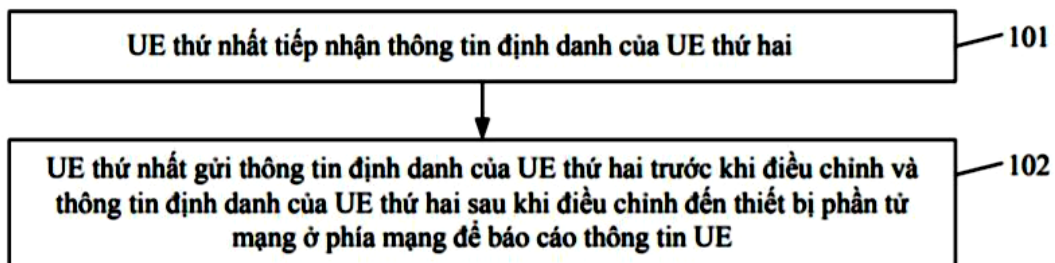 UE thứ nhất tiếp nhận thông tin định danh của UE thứ hai
101
UE thứ nhất gửi thông tin định danh của UE thứ hai trước khi điều chỉnh và
thông tin định danh của UE thứ hai sau khi điều chỉnh đến thiết bị phần tử
mạng ở phía mạng để báo cáo thông tin UE
102